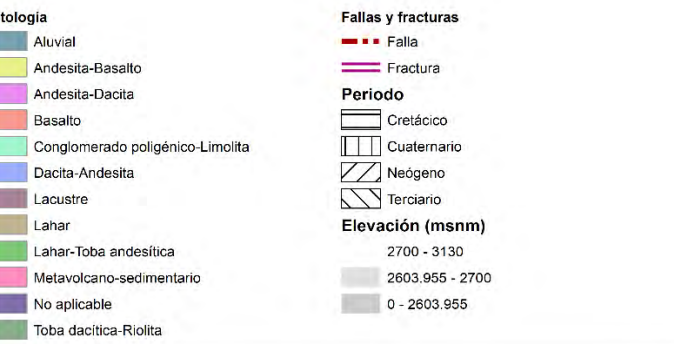 tología
Aluvial
Andesita-Basalto
Andesita-Dacita
Basalto
Conglomerado poligénico-Limolita
Dacita-Andesita
Lacustre
Lahar
Lahar-Toba andesítica
Metavolcano-sedimentario
No aplicable
Toba dacítica-Riolita
Fallas y fracturas
Falla
Fractura
Periodo
Cretácico
Cuaternario
Neógeno
Terciario
Elevación (msnm)
2700 - 3130
2603.955 - 2700
0 - 2603.955